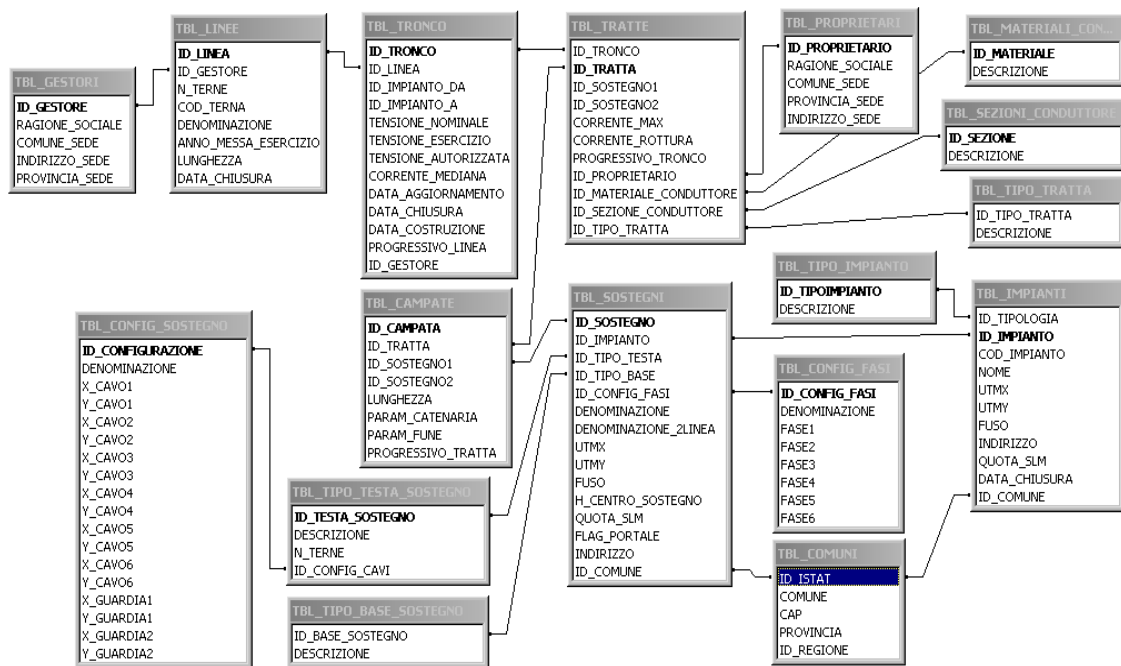 TBL_GESTORI
ID_GESTORE
RAGIONE_SOCIALE
COMUNE_SEDE
INDIRIZZO_SEDE
PROVINCIA_SEDE
TBL_LINEE
ID_LINEA
ID_GESTORE
N_TERNE
COD_TERNA
DENOMINAZIONE
ANNO_MESSA_ESERCIZIO
LUNGHEZZA
DATA_CHIUSURA
TBL_TRONCO
ID_TRONCO
ID_LINEA
ID_IMPIANTO_DA
ID_IMPIANTO_A
TENSIONE_NOMINALE
TENSIONE_ESERCIZIO
TENSIONE_AUTORIZZATA
CORRENTE_MEDIANA
DATA_AGGIORNAMENTO
DATA_CHIUSURA
DATA_COSTRUZIONE
PROGRESSIVO_LINEA
ID_GESTORE
TBL_TRATTE
ID_TRONCO
ID_TRATTA
ID_SOSTEGNO1
ID_SOSTEGNO2
CORRENTE_MAX
CORRENTE_ROTTURA
PROGRESSIVO_TRONCO
ID_PROPRIETARIO
ID_MATERIALE_CONDUTTORE
ID_SEZIONE_CONDUTTORE
ID_TIPO_TRATTA
TBL_PROPRIETARI
ID_PROPRIETARIO
RAGIONE_SOCIALE
COMUNE_SEDE
PROVINCIA_SEDE
INDIRIZZO_SEDE
TBL_MATERIALI_CON...
ID_MATERIALE
DESCRIZIONE
TBL_SEZIONI_CONDUTTORE
ID_SEZIONE
DESCRIZIONE
TBL_TIPO_TRATTA
ID_TIPO_TRATTA
DESCRIZIONE
TBL_CONFIG_SOSTEGNO
ID_CONFIGURAZIONE
DENOMINAZIONE
X_CAVO1
Y_CAVO1
X_CAVO2
Y_CAVO2
X_CAVO3
Y_CAVO3
X_CAVO4
Y_CAVO4
X_CAVO5
Y_CAVO5
X_CAVO6
Y_CAVO6
X_GUARDIA1
Y_GUARDIA1
X_GUARDIA2
Y_GUARDIA2
TBL_CAMPATE
ID_CAMPATA
ID_TRATTA
ID_SOSTEGNO1
ID_SOSTEGNO2
LUNGHEZZA
PARAM_CATENARIA
PARAM_FUNE
PROGRESSIVO_TRATTA
TBL_TIPO_TESTA_SOSTEGNO
ID_TESTA_SOSTEGNO
DESCRIZIONE
N_TERNE
ID_CONFIG_CAVI
TBL_TIPO_BASE_SOSTEGNO
ID_BASE_SOSTEGNO
DESCRIZIONE
TBL_SOSTEGNI
ID_SOSTEGNO
ID_IMPIANTO
ID_TIPO_TESTA
ID_TIPO_BASE
ID_CONFIG_FASI
DENOMINAZIONE
DENOMINAZIONE_2LINEA
UTMX
UTMY
FUSO
H_CENTRO_SOSTEGNO
QUOTA_SLM
FLAG_PORTALE
INDIRIZZO
ID_COMUNE
TBL_TIPO_IMPIANTO
ID_TIPOIMPIANTO
DESCRIZIONE
TBL_CONFIG_FASI
ID_CONFIG_FASI
DENOMINAZIONE
FASE1
FASE2
FASE3
FASE4
FASE5
FASE6
TBL_COMUNI
ID_ISTAT
COMUNE
CAP
PROVINCIA
ID_REGIONE
TBL_IMPIANTI
ID_TIPOLOGIA
ID_IMPIANTO
COD_IMPIANTO
NOME
UTMX
UTMY
FUSO
INDIRIZZO
QUOTA_SLM
DATA_CHIUSURA
ID_COMUNE